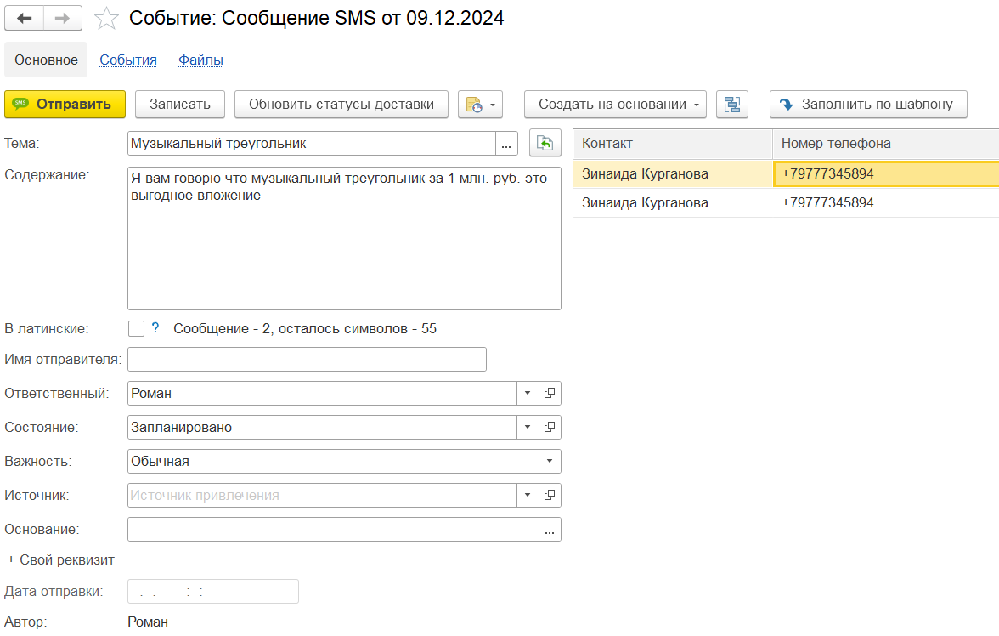 Событие: Сообщение SMS от 09.12.2024
Основное События Файлы
SMS Отправить Записать Обновить статусы доставки Создать на основании Заполнить по шаблону
Тема: Музыкальный треугольник ...
Содержание: Я вам говорю что музыкальный треугольник за 1 млн. руб. это
выгодное вложение
В латинские: ? Сообщение - 2, осталось символов - 55
Имя отправителя:
Ответственный: Роман
Состояние: Запланировано
Важность: Обычная
Источник: Источник привлечения
Основание: ...
+ Свой реквизит
Дата отправки: . . : :
Автор: Роман
Контакт Номер телефона
Зинаида Курганова +79777345894
Зинаида Курганова +79777345894